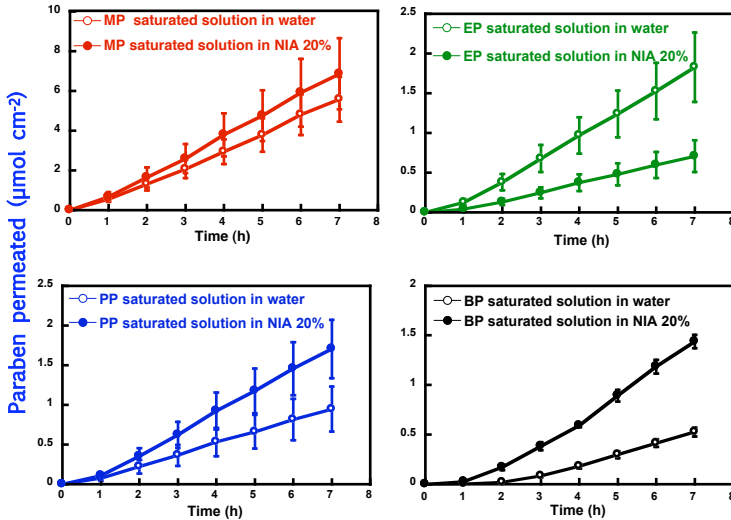 Paraben permeated (µmol cm-2)
MP saturated solution in water
MP saturated solution in NIA 20%
10
8
6
4
2
0
0 1 2 3 4 5 6 7 8
Time (h)
EP saturated solution in water
EP saturated solution in NIA 20%
2.5
2
1.5
1
0.5
0
0 1 2 3 4 5 6 7 8
Time (h)
PP saturated solution in water
PP saturated solution in NIA 20%
2.5
2
1.5
1
0.5
0
0 1 2 3 4 5 6 7 8
Time (h)
BP saturated solution in water
BP saturated solution in NIA 20%
2
1.5
1
0.5
0
0 1 2 3 4 5 6 7 8
Time (h)